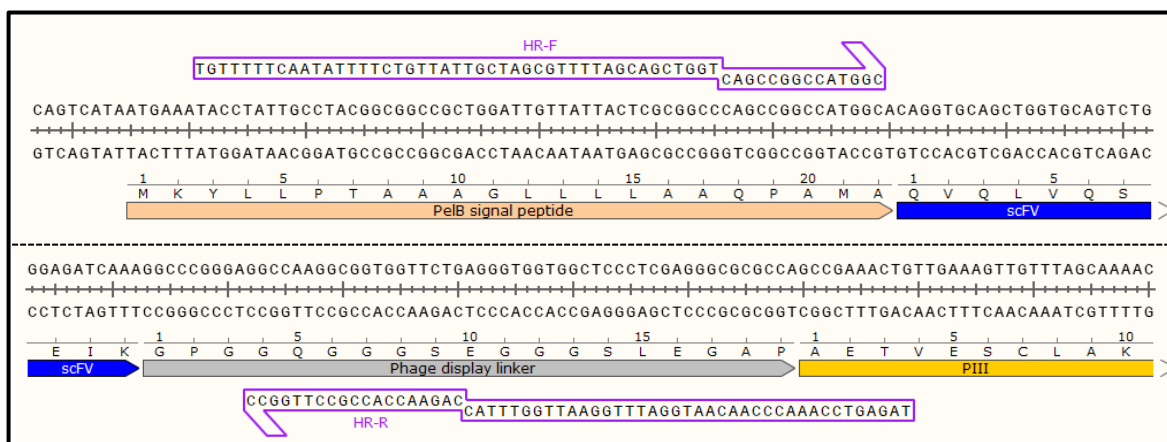 HR-F
TGTTTTTCAATATTTTCTGTTATTGCTAGCGTTTTAGCAGCTGGT
CAGCCGGCCATGGC
CAGTCATAATGAAATACCTATTGCCTACGGCGGCCGCTGGATTGTTATTACTCGCGGCCCAGCCGGCCATGGCACAGGTGCAGCTGGTGCAGTCTG
GTCAGTATTACTTTATGGATAACGGATGCCGCCGGCGACCTAACAATAATGAGCGCCGGGTCGGCCGGTACCGTGTCCACGTCGACCACGTCAGAC
1 5 10 15 20 1 5
M K Y L L P T A A A G L L L L A A Q P A M A Q V Q L V Q S
PelB signal peptide scFV
GGAGATCAAAGGCCCGGGAGGCCAAGGCGGTGGTTCTGAGGGTGGTGGCTCCCTCGAGGGCGCGCCAGCCGAAACTGTTGAAAGTTGTTTAGCAAAAC
CCTCTAGTTTCCGGGCCCTCCGGTTCCGCCACCAAGACTCCCACCACCGAGGGAGCTCCCGCGCGGTCGGCTTTGACAACTTTCAACAAATCGTTTTG
1 5 10 15 1 5 10
E I K G P G G Q G G G S E G G G S L E G A P A E T V E S C L A K
scFV Phage display linker PIII
CCGGTTCCGCCACCAAGAC
CATTTGGTTAAGGTTTAGGTAACAACCCAAACCTGAGAT
HR-R